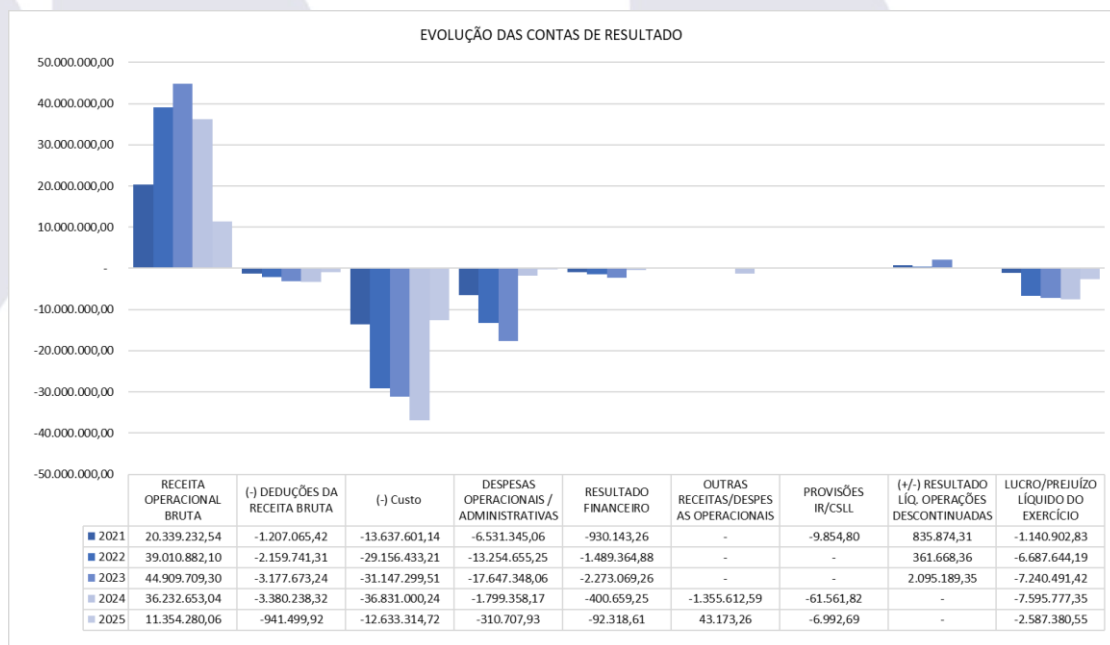 EVOLUÇÃO DAS CONTAS DE RESULTADO
50.000.000,00
40.000.000,00
30.000.000,00
20.000.000,00
10.000.000,00
-
-10.000.000,00
-20.000.000,00
-30.000.000,00
-40.000.000,00
-50.000.000,00
RECEITA OPERACIONAL BRUTA
(-) DEDUÇÕES DA RECEITA BRUTA
(-) Custo
DESPESAS OPERACIONAIS / ADMINISTRATIVAS
RESULTADO FINANCEIRO
OUTRAS RECEITAS/DESPES AS OPERACIONAIS
PROVISÕES IR/CSLL
(+/-) RESULTADO LÍQ. OPERAÇÕES DESCONTINUADAS
LUCRO/PREJUÍZO LÍQUIDO DO EXERCÍCIO
2021 20.339.232,54 -1.207.065,42 -13.637.601,14 -6.531.345,06 -930.143,26 - -9.854,80 835.874,31 -1.140.902,83
2022 39.010.882,10 -2.159.741,31 -29.156.433,21 -13.254.655,25 -1.489.364,88 - - 361.668,36 -6.687.644,19
2023 44.909.709,30 -3.177.673,24 -31.147.299,51 -17.647.348,06 -2.273.069,26 - - 2.095.189,35 -7.240.491,42
2024 36.232.653,04 -3.380.238,32 -36.831.000,24 -1.799.358,17 -400.659,25 -1.355.612,59 -61.561,82 - -7.595.777,35
2025 11.354.280,06 -941.499,92 -12.633.314,72 -310.707,93 -92.318,61 43.173,26 -6.992,69 - -2.587.380,55